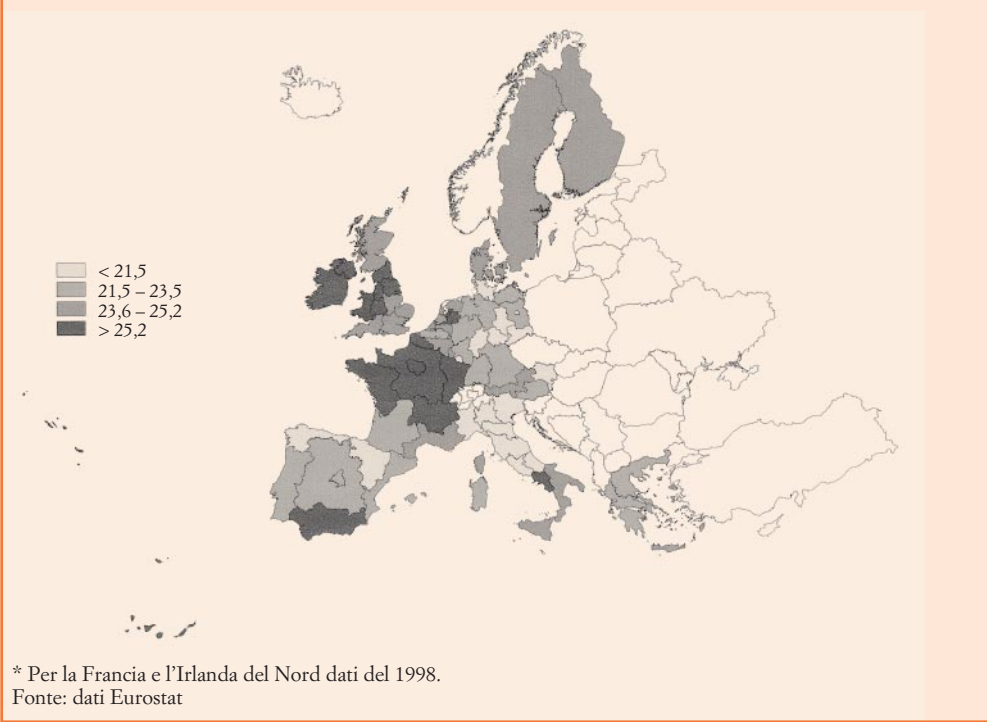 < 21,5
21,5 – 23,5
23,6 – 25,2
> 25,2
* Per la Francia e l’Irlanda del Nord dati del 1998.
Fonte: dati Eurostat